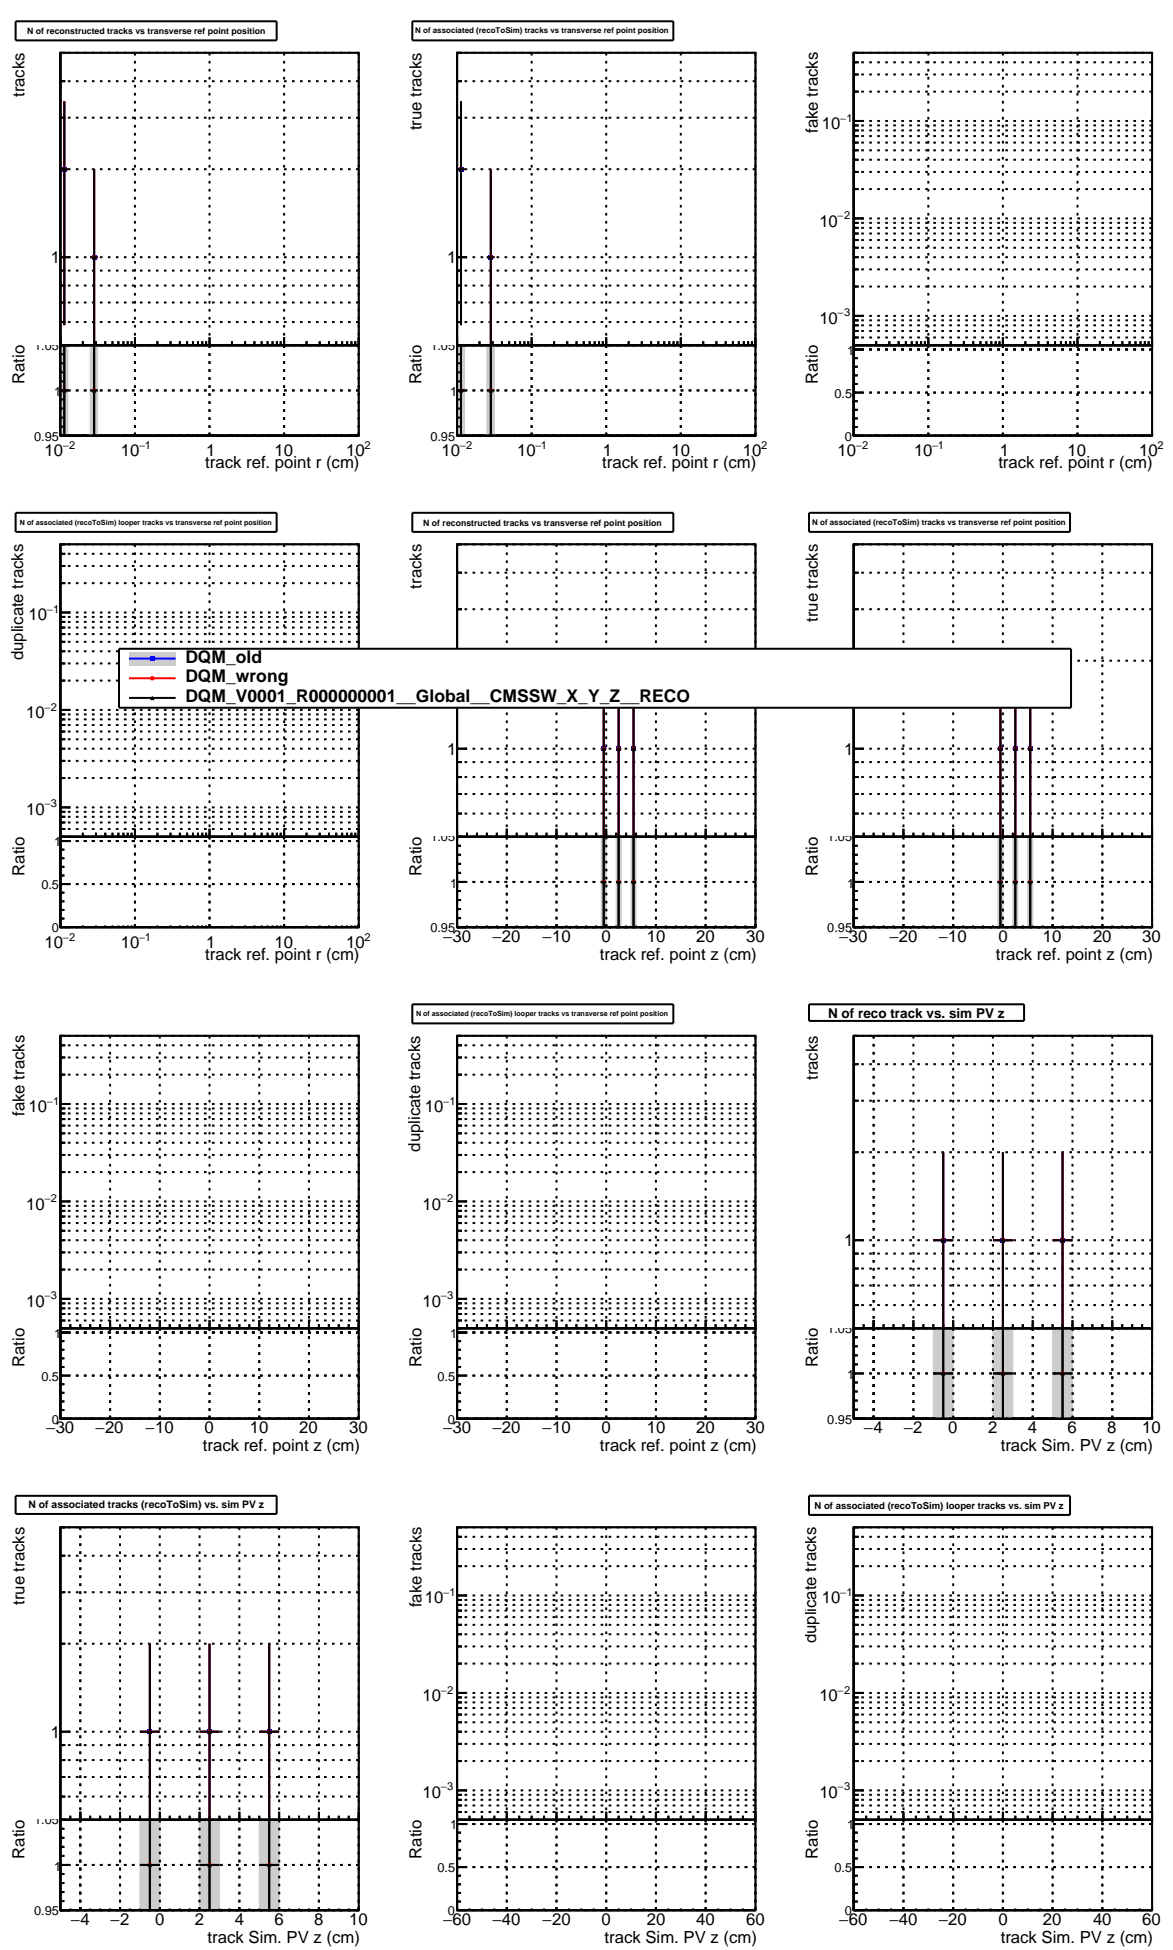 N of reconstructed tracks vs transverse ref point position
tracks
1
1.05
Ratio
1
0.95
10⁻² 10⁻¹ 1 10 10²
track ref. point r (cm)
N of associated (recoToSim) tracks vs transverse ref point position
true tracks
1
1.05
Ratio
1
0.95
10⁻² 10⁻¹ 1 10 10²
track ref. point r (cm)
fake tracks
10⁻¹
10⁻²
10⁻³
Ratio
1
0.5
0
10⁻² 10⁻¹ 1 10 10²
track ref. point r (cm)
N of associated (recoToSim) looper tracks vs transverse ref point position
duplicate tracks
10⁻¹
10⁻²
10⁻³
Ratio
1
0.5
0
10⁻² 10⁻¹ 1 10 10²
track ref. point r (cm)
N of reconstructed tracks vs transverse ref point position
tracks
1
1.05
Ratio
1
0.95
−30 −20 −10 0 10 20 30
track ref. point z (cm)
N of associated (recoToSim) tracks vs transverse ref point position
true tracks
1
1.05
Ratio
1
0.95
−30 −20 −10 0 10 20 30
track ref. point z (cm)
DQM_old
DQM_wrong
DQM_V0001_R000000001__Global__CMSSW_X_Y_Z__RECO
fake tracks
10⁻¹
10⁻²
10⁻³
Ratio
1
0.5
0
−30 −20 −10 0 10 20 30
track ref. point z (cm)
N of associated (recoToSim) looper tracks vs transverse ref point position
duplicate tracks
10⁻¹
10⁻²
10⁻³
Ratio
1
0.5
0
−30 −20 −10 0 10 20 30
track ref. point z (cm)
N of reco track vs. sim PV z
tracks
1
1.05
Ratio
1
0.95
−4 −2 0 2 4 6 8 10
track Sim. PV z (cm)
N of associated tracks (recoToSim) vs. sim PV z
true tracks
1
1.05
Ratio
1
0.95
−4 −2 0 2 4 6 8 10
track Sim. PV z (cm)
fake tracks
10⁻¹
10⁻²
10⁻³
Ratio
1
0.5
0
−60 −40 −20 0 20 40 60
track Sim. PV z (cm)
N of associated (recoToSim) looper tracks vs. sim PV z
duplicate tracks
10⁻¹
10⁻²
10⁻³
Ratio
1
0.5
0
−60 −40 −20 0 20 40 60
track Sim. PV z (cm)